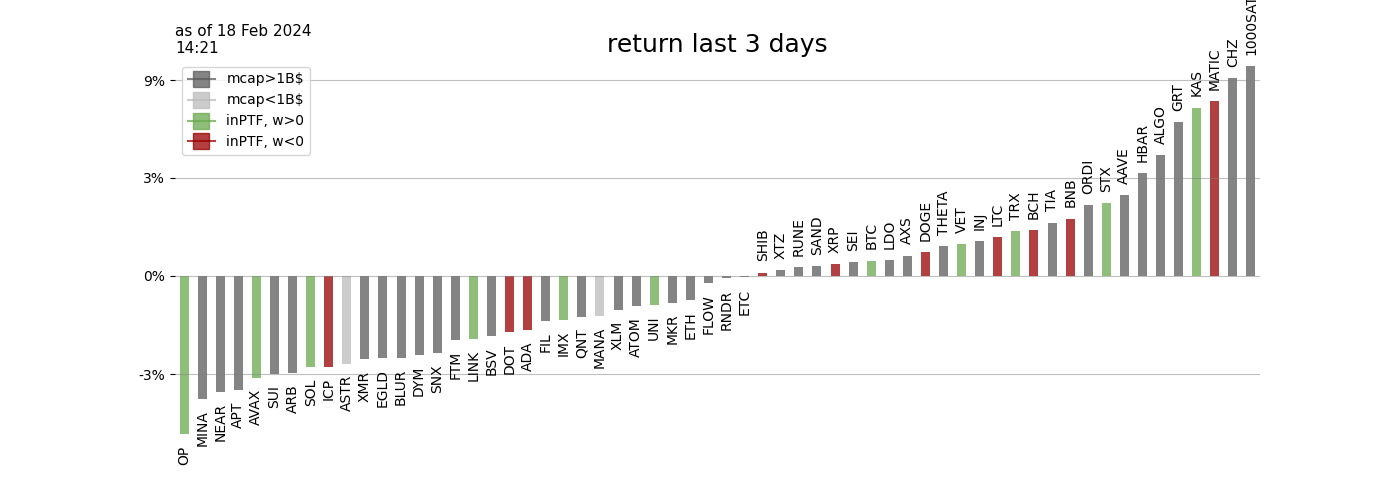 as of 18 Feb 2024
14:21
return last 3 days
mcap>1B$
mcap<1B$
inPTF, w>0
inPTF, w<0
9%
3%
0%
-3%
OP
MINA
NEAR
APT
AVAX
SUI
ARB
SOL
ICP
ASTR
XMR
EGLD
BLUR
DYM
SNX
FTM
LINK
BSV
DOT
ADA
FIL
IMX
QNT
MANA
XLM
ATOM
UNI
MKR
ETH
FLOW
RNDR
ETC
SHIB
XTZ
RUNE
SAND
XRP
SEI
BTC
LDO
AXS
DOGE
THETA
VET
INJ
LTC
TRX
BCH
TIA
BNB
ORDI
STX
AAVE
HBAR
ALGO
GRT
KAS
MATIC
CHZ
1000SAT